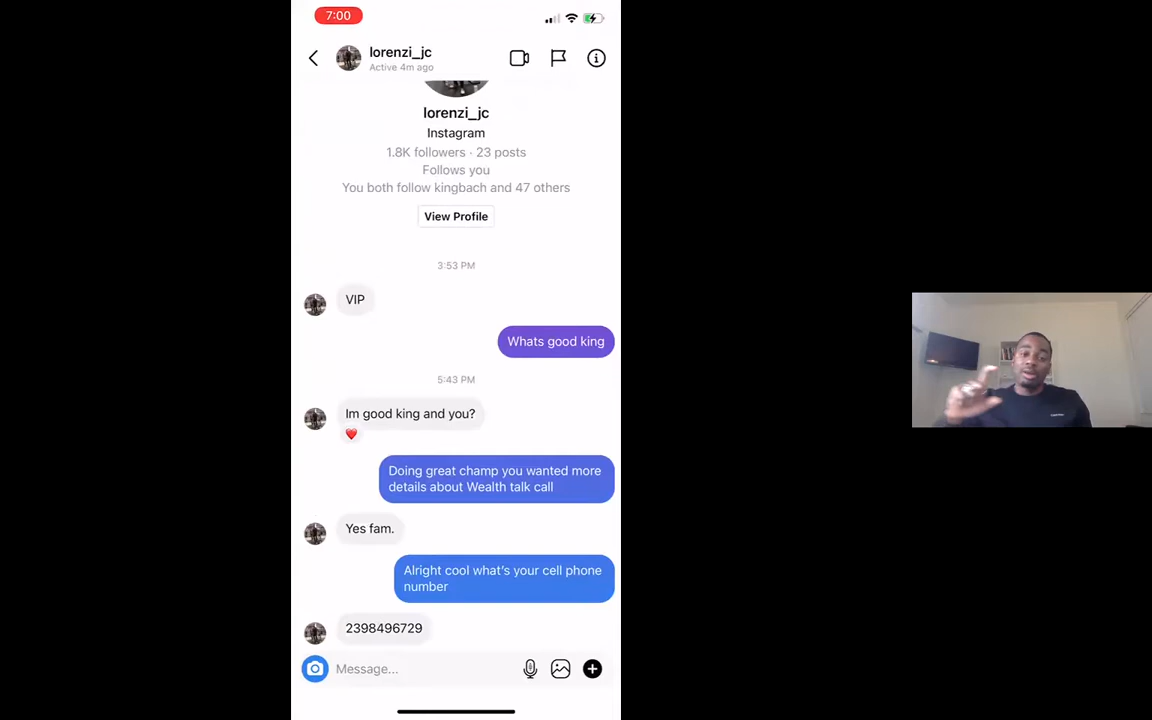 7:00
lorenzi_jc
Active 4m ago
lorenzi_jc
Instagram
1.8K followers · 23 posts
Follows you
You both follow kingbach and 47 others
View Profile
3:53 PM
VIP
Whats good king
5:43 PM
Im good king and you?
❤️
Doing great champ you wanted more
details about Wealth talk call
Yes fam.
Alright cool what's your cell phone
number
2398496729
Message...